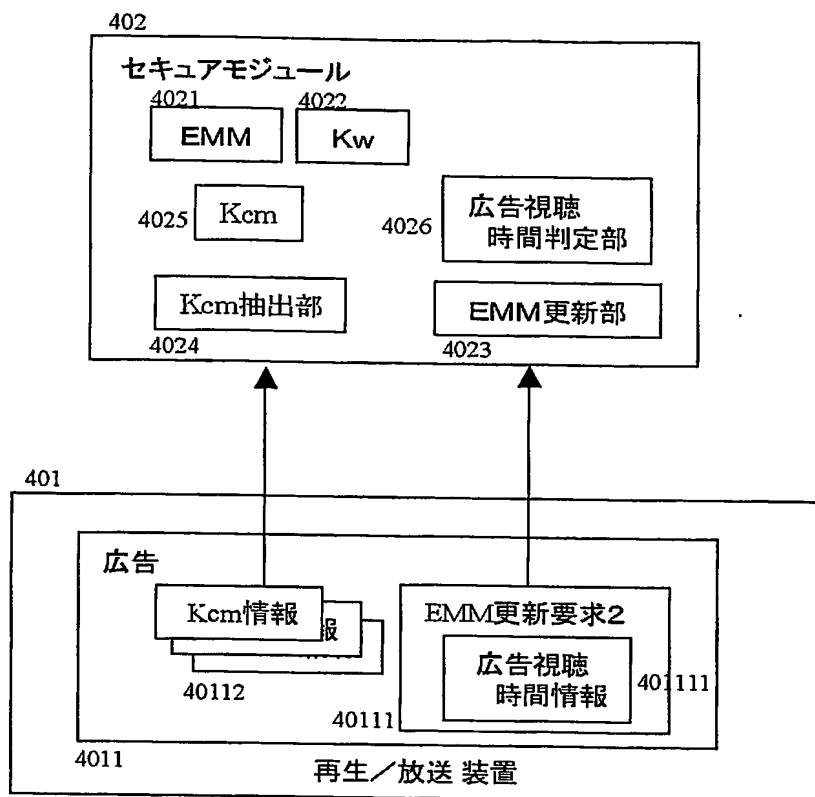 402
セキュアモジュール
4021
4022
EMM
Kw
4025
Kcm
4026
広告視聴
時間判定部
Kcm抽出部
EMM更新部
4024
4023
401
広告
Kcm情報
報
EMM更新要求2
広告視聴
時間情報
401111
40112
40111
4011
再生／放送 装置